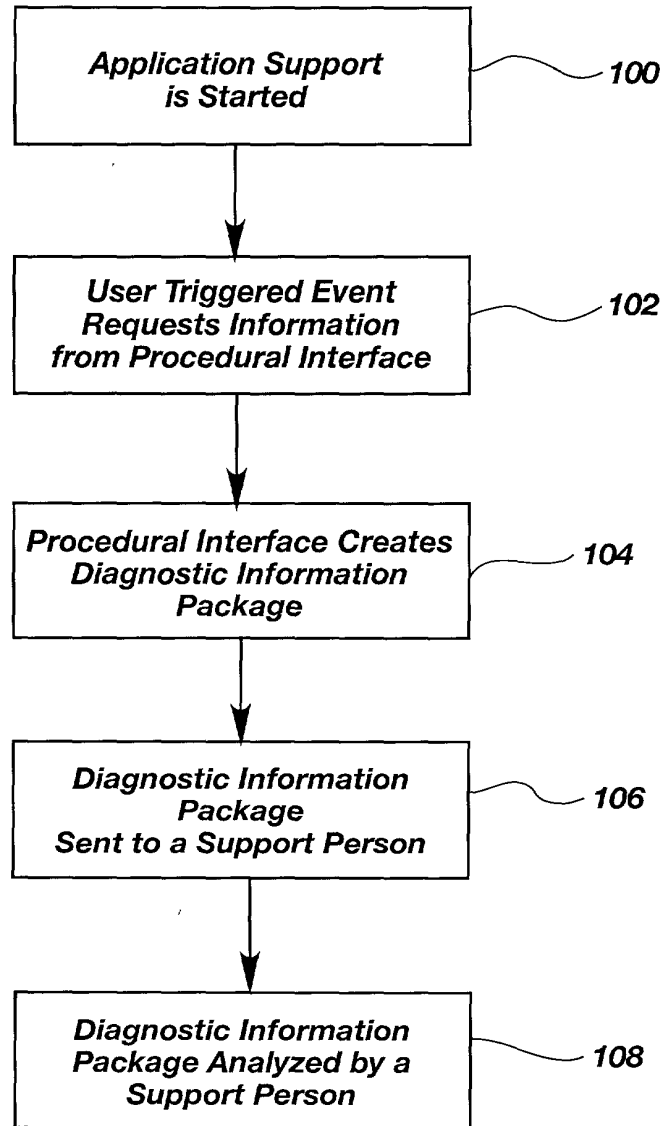 Application Support
is Started
100
User Triggered Event
Requests Information
from Procedural Interface
102
Procedural Interface Creates
Diagnostic Information
Package
104
Diagnostic Information
Package
Sent to a Support Person
106
Diagnostic Information
Package Analyzed by a
Support Person
108